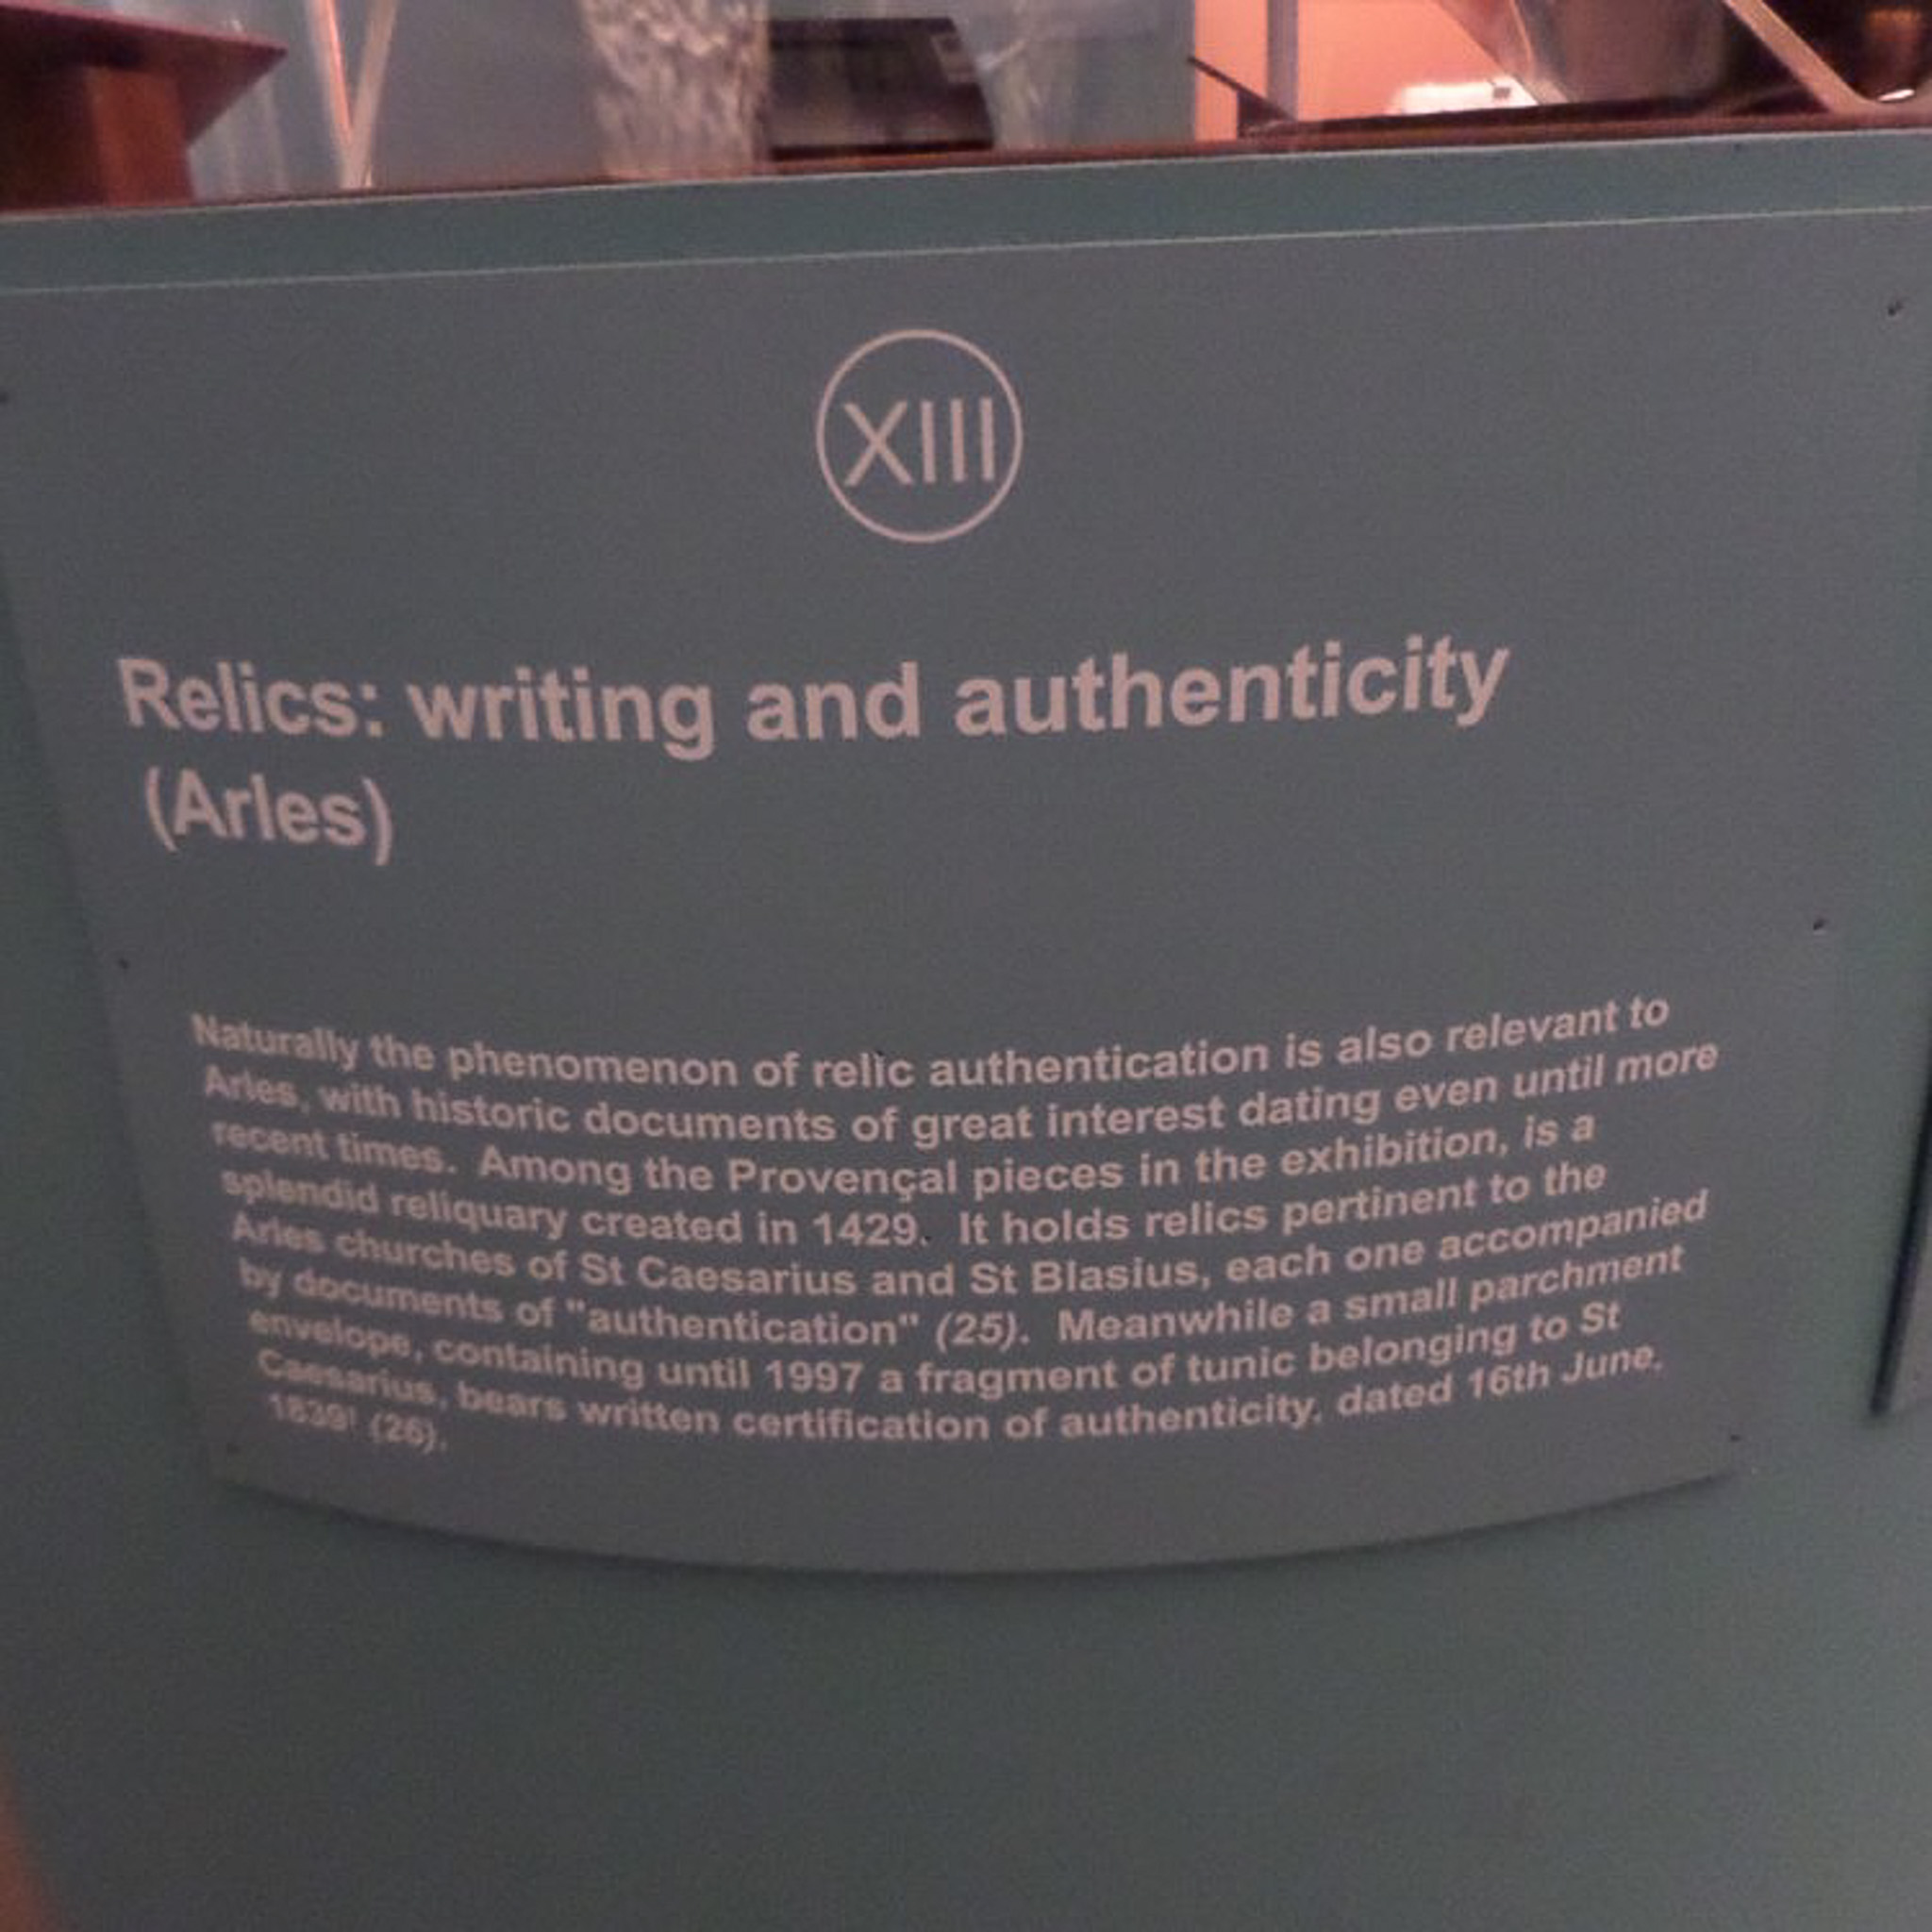 XIII
Relics: writing and authenticity
(Arles)
Naturally the phenomenon of relic authentication is also relevant to
Arles, with historic documents of great interest dating even until more
recent times. Among the Provençal pieces in the exhibition, is a
splendid reliquary created in 1429. It holds relics pertinent to the
Arles churches of St Caesarius and St Blasius, each one accompanied
by documents of "authentication" (25). Meanwhile a small parchment
envelope, containing until 1997 a fragment of tunic belonging to St
Caesarius, bears written certification of authenticity, dated 16th June,
1839! (26).